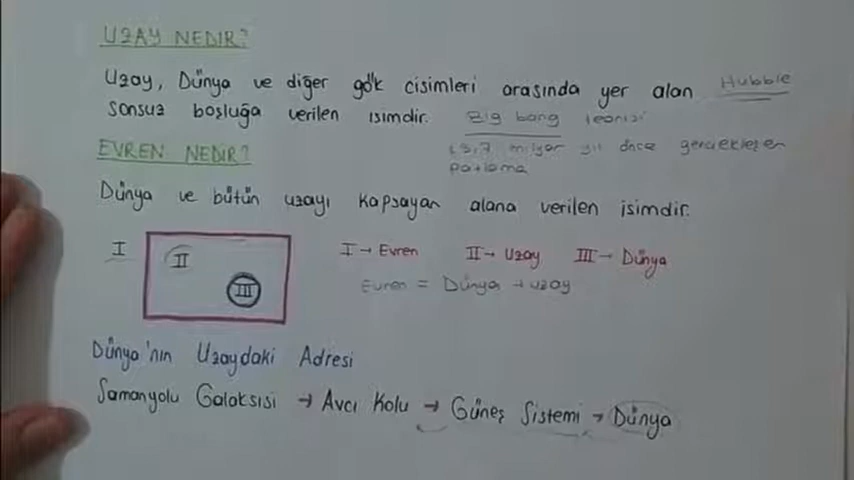 UZAY NEDİR?
Uzay, Dünya ve diğer gök cisimleri arasında yer alan Hubble
sonsuz boşluğa verilen isimdir. Big bang teorisi
EVREN NEDİR? 13,7 milyar yıl önce gerçekleşen
patlama
Dünya ve bütün uzayı kapsayan alana verilen isimdir.
I II III I → Evren II → Uzay III → Dünya
Evren = Dünya + uzay
Dünya'nın Uzaydaki Adresi
Samanyolu Galaksisi → Avcı Kolu → Güneş Sistemi → Dünya